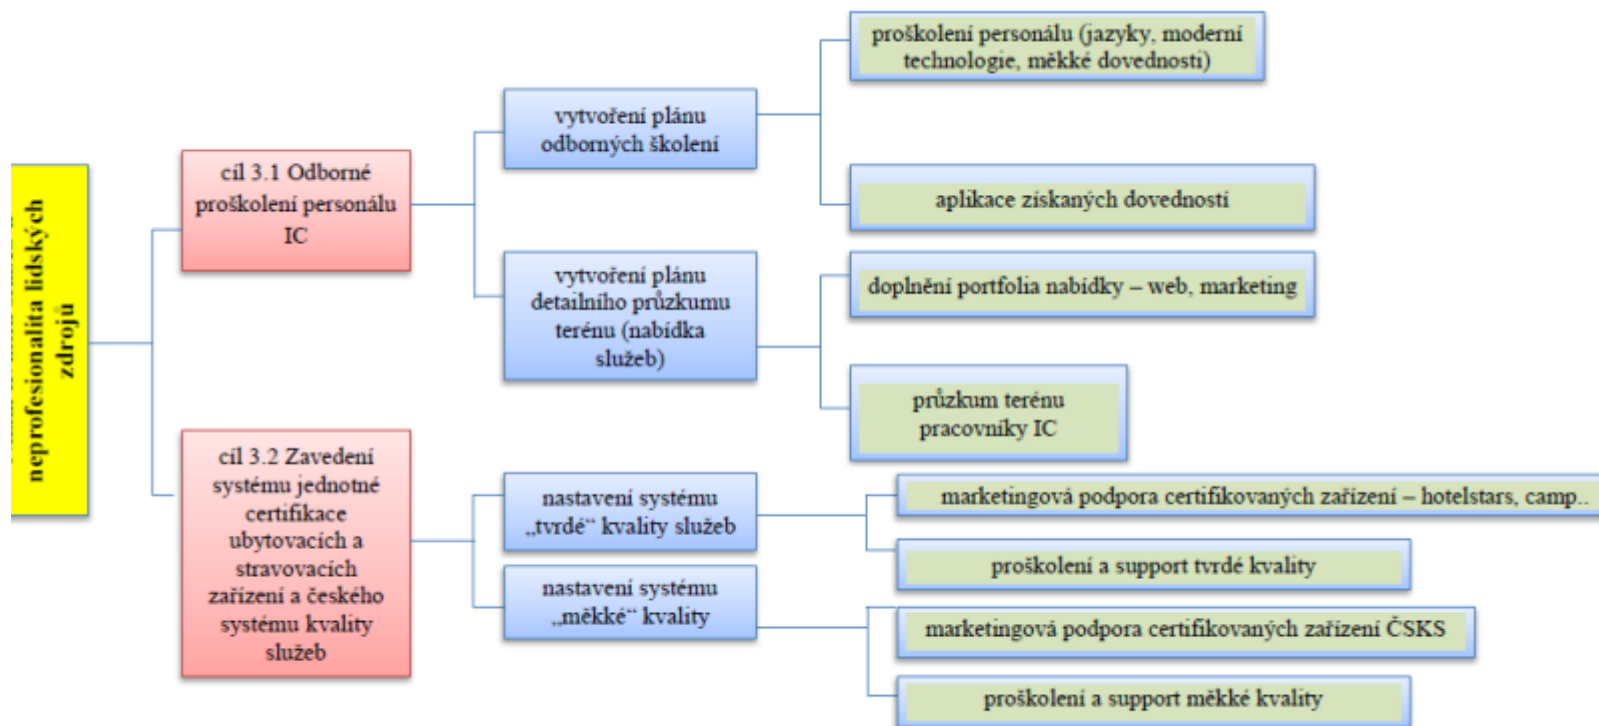 neprofesionalita lidských
zdrojů
cíl 3.1 Odborné
proškolení personálu
IC
vytvoření plánu
odborných školení
proškolení personálu (jazyky, moderní
technologie, měkké dovednosti)
aplikace získaných dovedností
vytvoření plánu
detailního průzkumu
terénu (nabídka
služeb)
doplnění portfolia nabídky – web, marketing
průzkum terénu
pracovníky IC
cíl 3.2 Zavedení
systému jednotné
certifikace
ubytovacích a
stravovacích
zařízení a českého
systému kvality
služeb
nastavení systému
„tvrdé“ kvality služeb
marketingová podpora certifikovaných zařízení – hotelstars, camp..
proškolení a support tvrdé kvality
nastavení systému
„měkké“ kvality
marketingová podpora certifikovaných zařízení ČSKS
proškolení a support měkké kvality